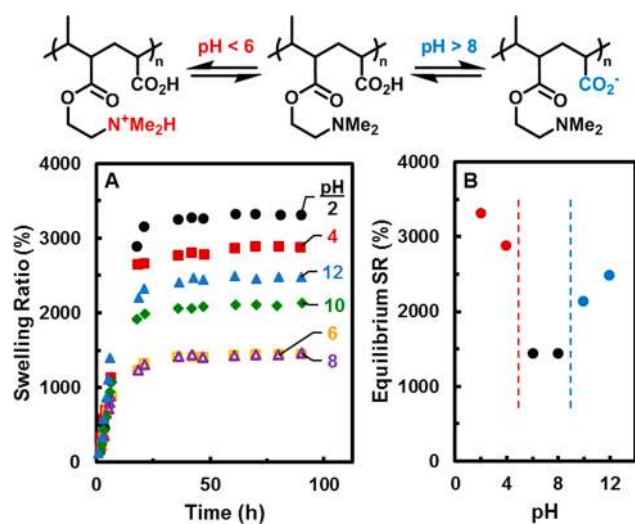 pH < 6
pH > 8
n
n
n
CO₂H
CO₂H
CO₂⁻
O
O
O
O
O
O
N⁺Me₂H
NMe₂
NMe₂
A
B
pH
2
4
12
10
6
8
4000
3000
2000
1000
0
0
50
100
Swelling Ratio (%)
Time (h)
4000
3000
2000
1000
0
0
4
8
12
Equilibrium SR (%)
pH